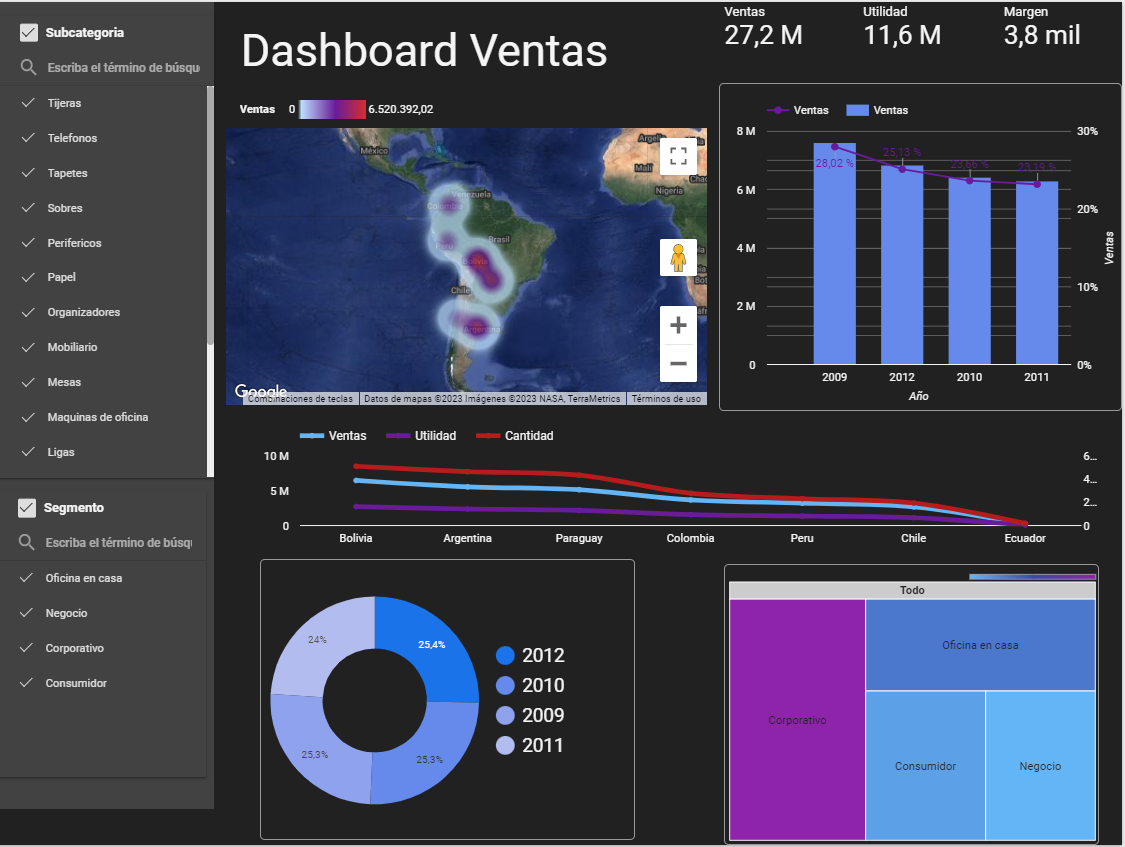 Subcategoria
Escriba el término de búsqu
Tijeras
Telefonos
Tapetes
Sobres
Perifericos
Papel
Organizadores
Mobiliario
Mesas
Maquinas de oficina
Ligas
Segmento
Escriba el término de búsqu
Oficina en casa
Negocio
Corporativo
Consumidor
Dashboard Ventas
Ventas
27,2 M
Utilidad
11,6 M
Margen
3,8 mil
Ventas 0 6.520.392,02
México
Venezuela
Colombia
Perú
Brasil
Bolivia
Chile
Argentina
Malí
Nigeria
Google
Combinaciones de teclas
Datos de mapas ©2023 Imágenes ©2023 NASA, TerraMetrics
Términos de uso
Ventas Ventas
8 M
6 M
4 M
2 M
0
30%
20%
10%
0%
28,02 %
25,13 %
23,66 %
23,19 %
2009 2012 2010 2011
Año
Ventas
Ventas Utilidad Cantidad
10 M
5 M
0
6...
4...
2...
0
Bolivia Argentina Paraguay Colombia Peru Chile Ecuador
24%
25,4%
25,3%
25,3%
2012
2010
2009
2011
Todo
Corporativo
Oficina en casa
Consumidor
Negocio